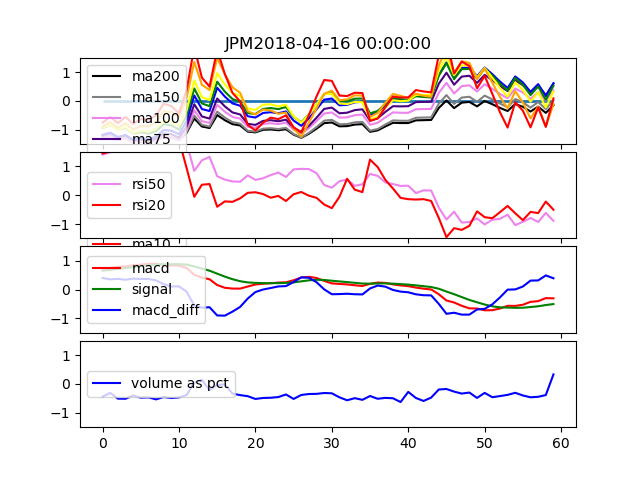 JPM2018-04-16 00:00:00
1
0
−1
ma200
ma150
ma100
ma75
1
0
−1
rsi50
rsi20
ma10
1
0
−1
macd
signal
macd_diff
1
0
−1
volume as pct
0 10 20 30 40 50 60